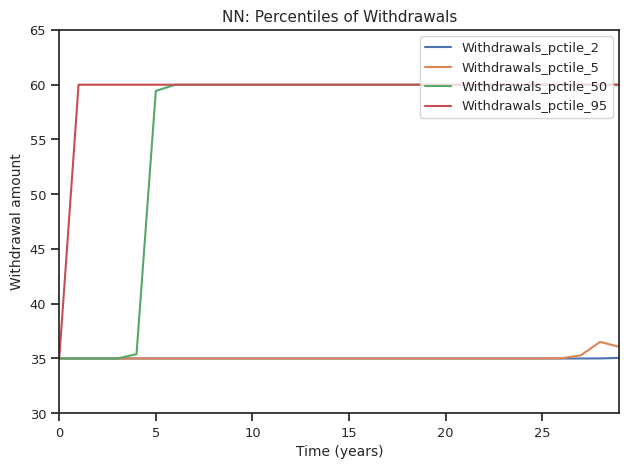 NN: Percentiles of Withdrawals
65
60
55
50
45
40
35
30
Withdrawal amount
Withdrawals_pctile_2
Withdrawals_pctile_5
Withdrawals_pctile_50
Withdrawals_pctile_95
0 5 10 15 20 25
Time (years)